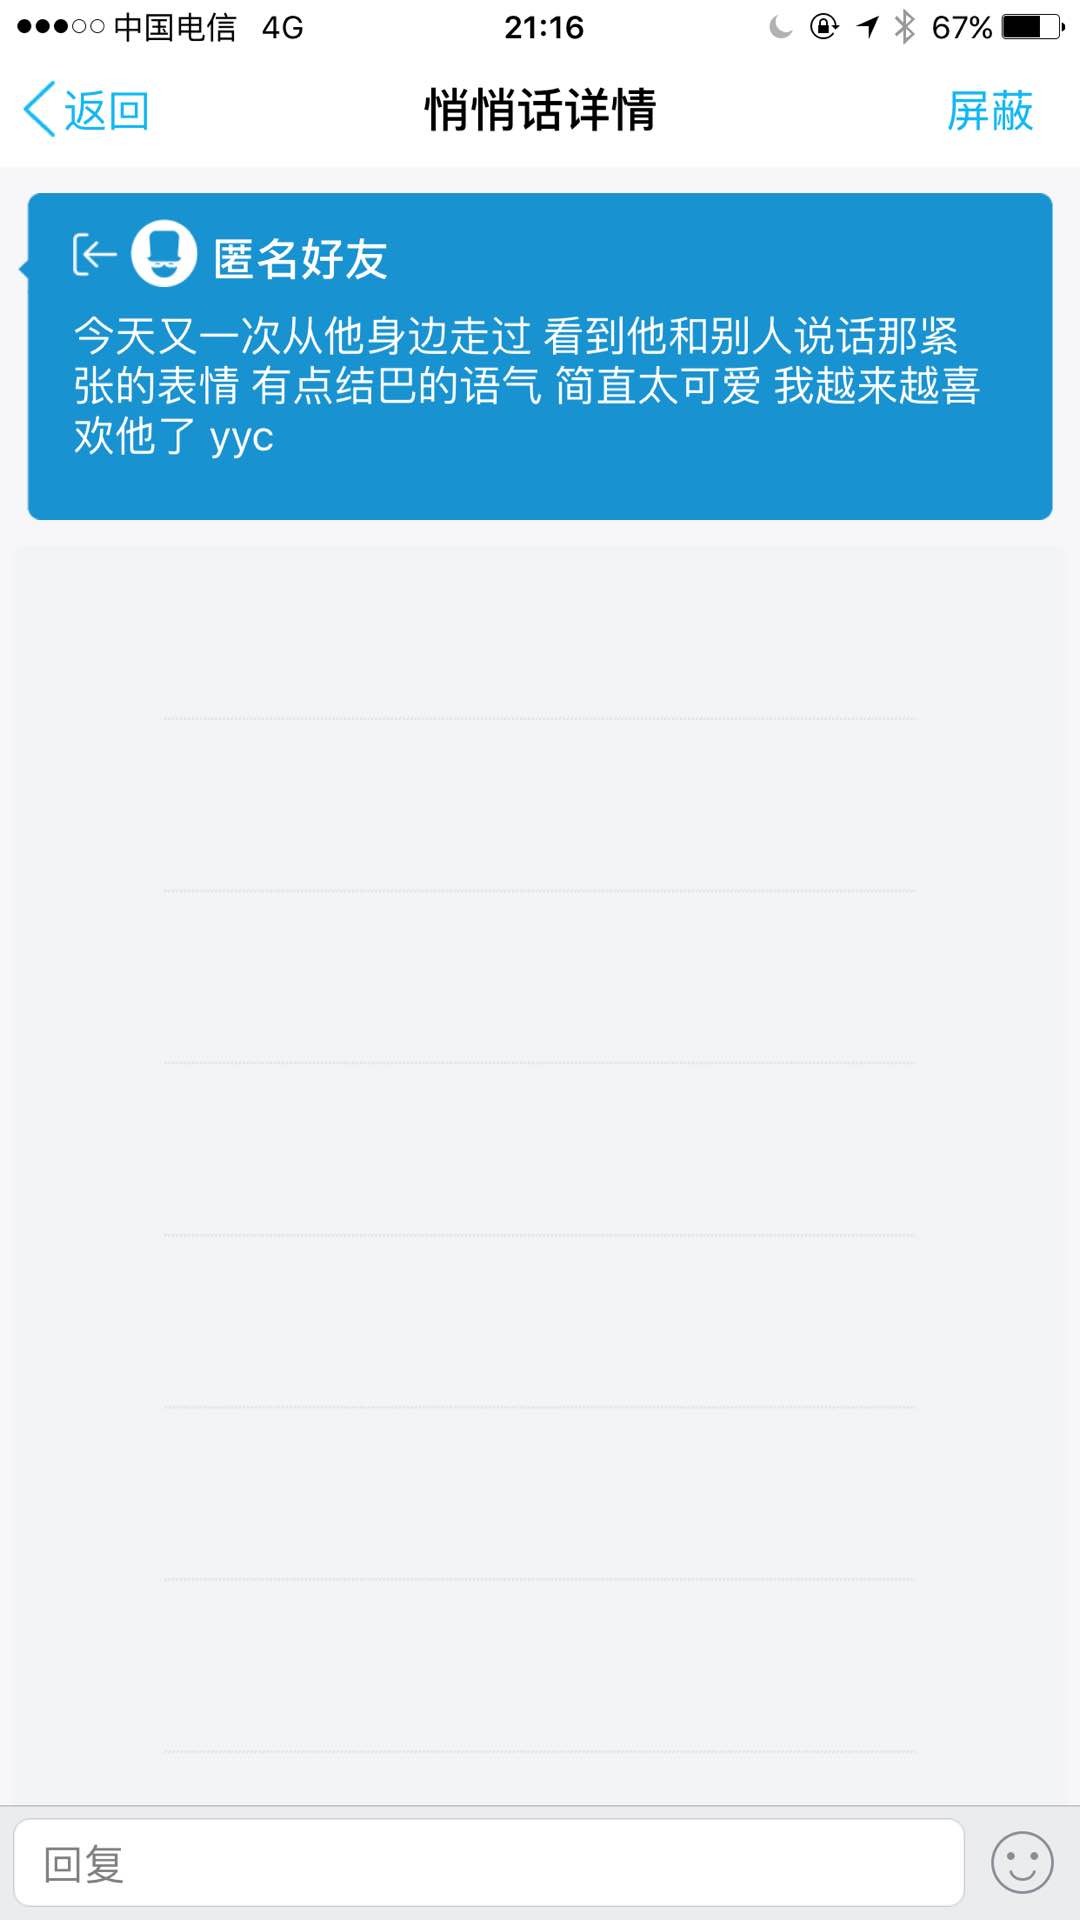 中国电信 4G 21:16 67%
返回 悄悄话详情 屏蔽
匿名好友
今天又一次从他身边走过 看到他和别人说话那紧
张的表情 有点结巴的语气 简直太可爱 我越来越喜
欢他了 yyc
回复